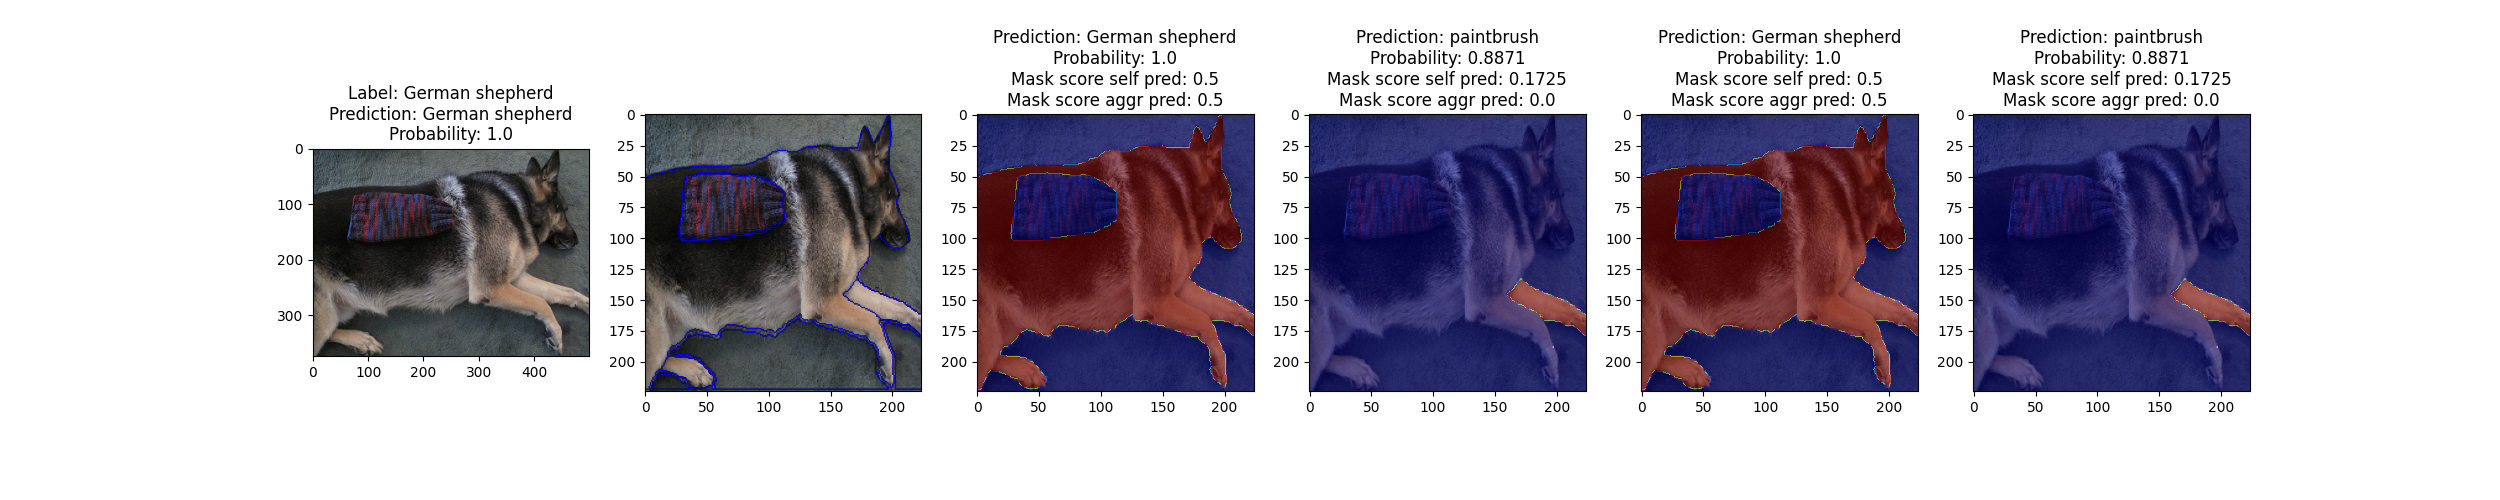 Label: German shepherd
Prediction: German shepherd
Probability: 1.0
0
100
200
300
0 100 200 300 400
0
25
50
75
100
125
150
175
200
0 50 100 150 200
Prediction: German shepherd
Probability: 1.0
Mask score self pred: 0.5
Mask score aggr pred: 0.5
0
25
50
75
100
125
150
175
200
0 50 100 150 200
Prediction: paintbrush
Probability: 0.8871
Mask score self pred: 0.1725
Mask score aggr pred: 0.0
0
25
50
75
100
125
150
175
200
0 50 100 150 200
Prediction: German shepherd
Probability: 1.0
Mask score self pred: 0.5
Mask score aggr pred: 0.5
0
25
50
75
100
125
150
175
200
0 50 100 150 200
Prediction: paintbrush
Probability: 0.8871
Mask score self pred: 0.1725
Mask score aggr pred: 0.0
0
25
50
75
100
125
150
175
200
0 50 100 150 200